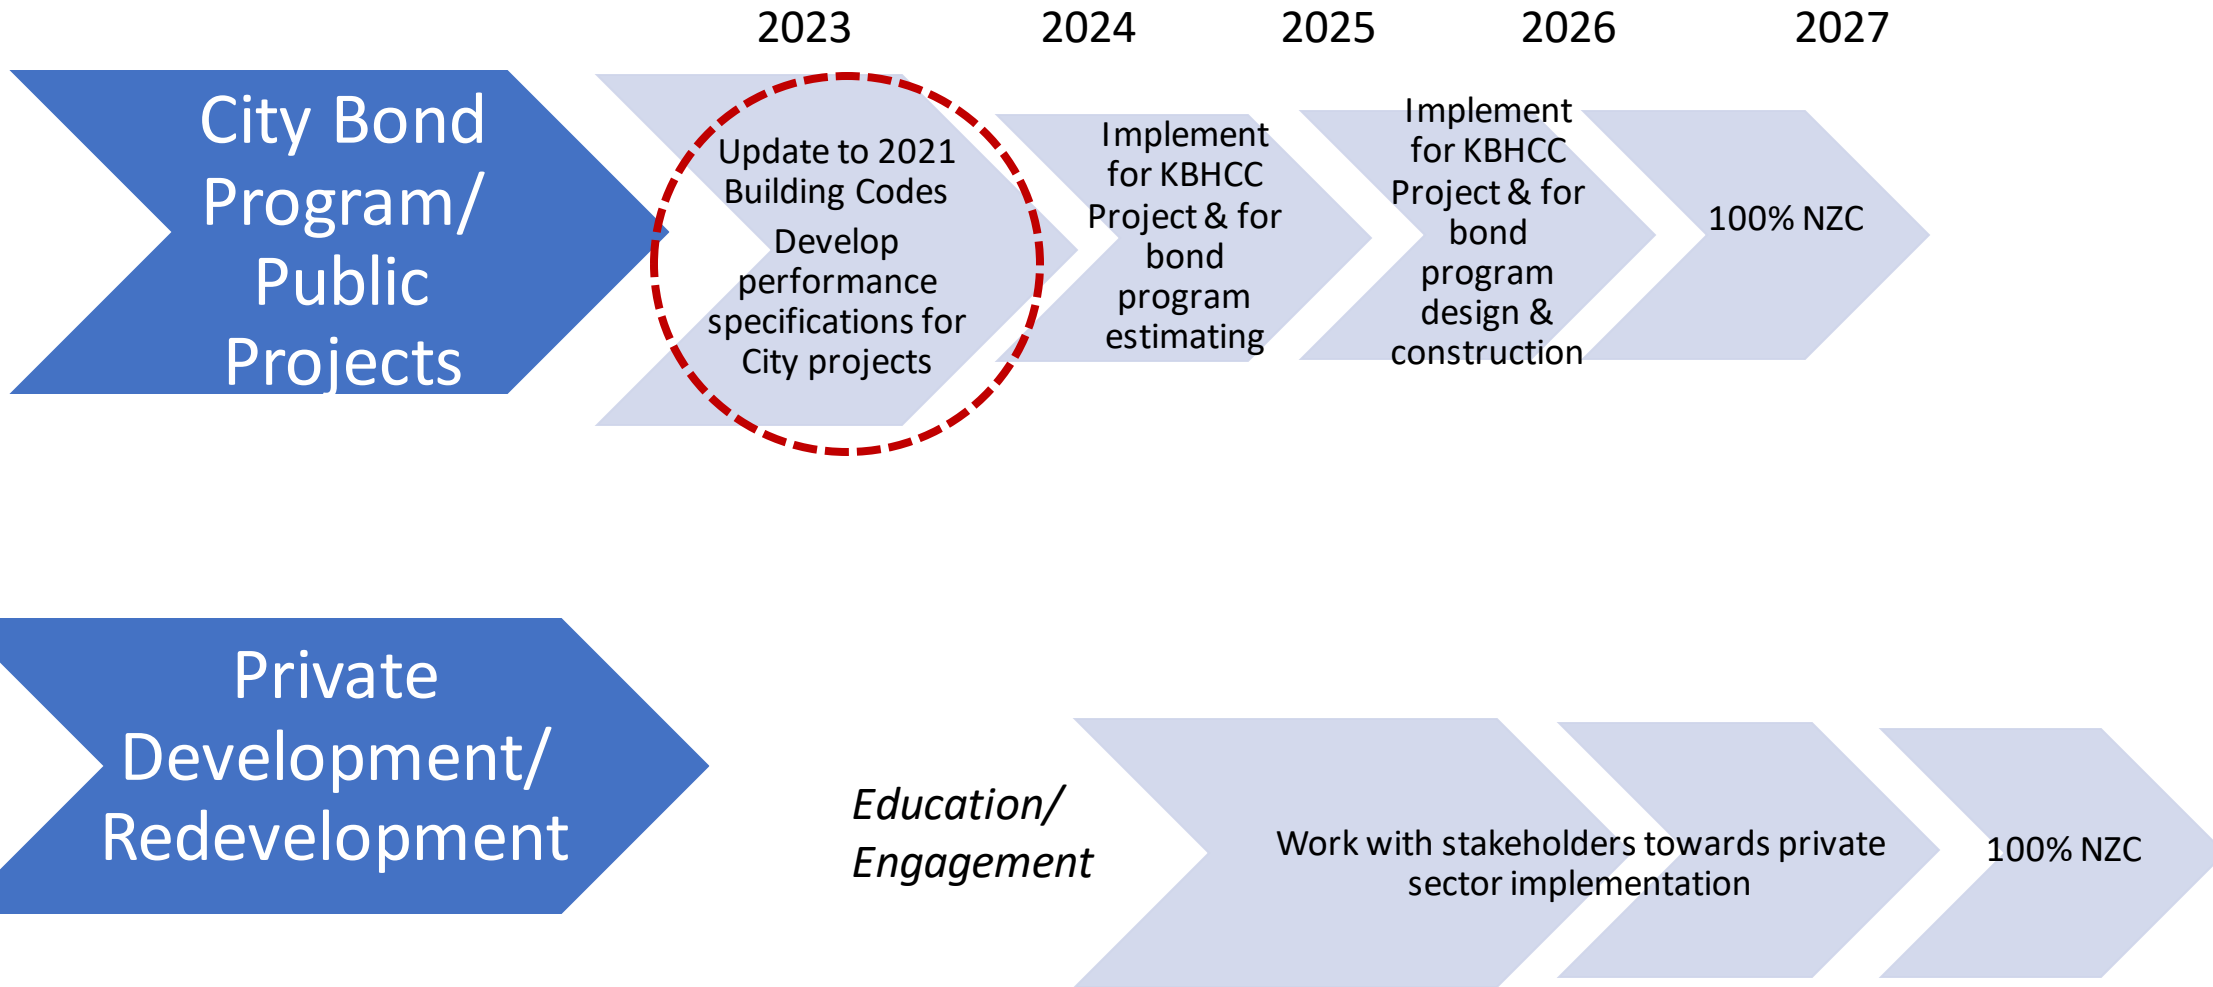 2023 2024 2025 2026 2027
City Bond
Program/
Public
Projects
Update to 2021
Building Codes
Develop
performance
specifications for
City projects
Implement
for KBHCC
Project & for
bond
program
estimating
Implement
for KBHCC
Project & for
bond
program
design &
construction
100% NZC
Private
Development/
Redevelopment
Education/
Engagement
Work with stakeholders towards private
sector implementation
100% NZC